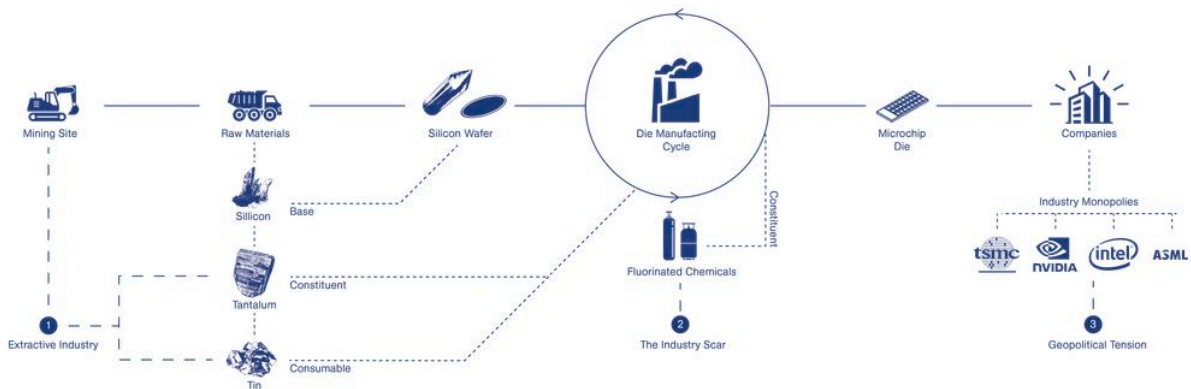 Mining Site
Raw Materials
Silicon Wafer
Die Manufacting
Cycle
Microchip
Die
Companies
Sillicon
Base
Constituent
Industry Monopolies
tsmc
NVIDIA
intel
ASML
Fluorinated Chemicals
Tantalum
Constituent
1
Extractive Industry
2
The Industry Scar
3
Geopolitical Tension
Tin
Consumable